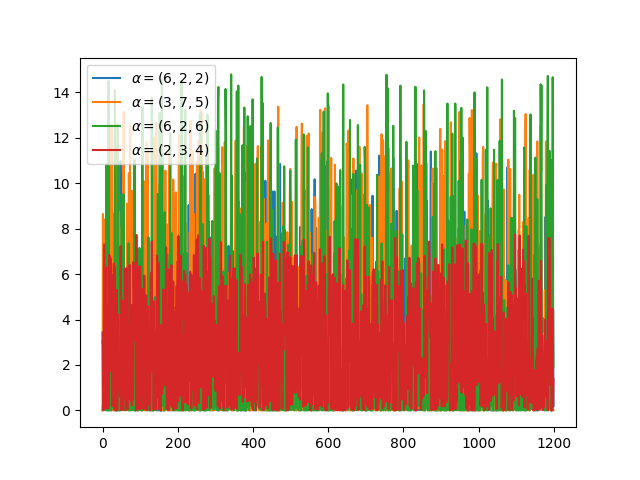 α = (6, 2, 2)
α = (3, 7, 5)
α = (6, 2, 6)
α = (2, 3, 4)
14
12
10
8
6
4
2
0
0 200 400 600 800 1000 1200